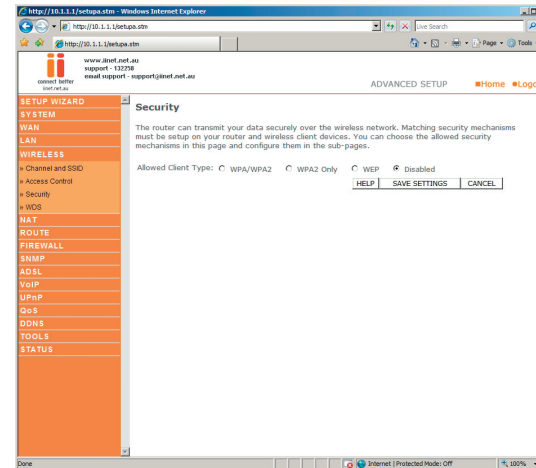 http://10.1.1.1/setupa.stm - Windows Internet Explorer
http://10.1.1.1/setupa.stm
Live Search
http://10.1.1.1/setupa.stm
Page
Tools
www.iinet.net.au
support - 132258
email support - support@iinet.net.au
connect better
iinet.net.au
ADVANCED SETUP
Home
Logo
SETUP WIZARD
SYSTEM
WAN
LAN
WIRELESS
» Channel and SSID
» Access Control
» Security
» WDS
NAT
ROUTE
FIREWALL
SNMP
ADSL
VoIP
UPnP
QoS
DDNS
TOOLS
STATUS
Security
The router can transmit your data securely over the wireless network. Matching security mechanisms
must be setup on your router and wireless client devices. You can choose the allowed security
mechanisms in this page and configure them in the sub-pages.
Allowed Client Type: WPA/WPA2 WPA2 Only WEP Disabled
HELP SAVE SETTINGS CANCEL
Done
Internet | Protected Mode: Off
100%